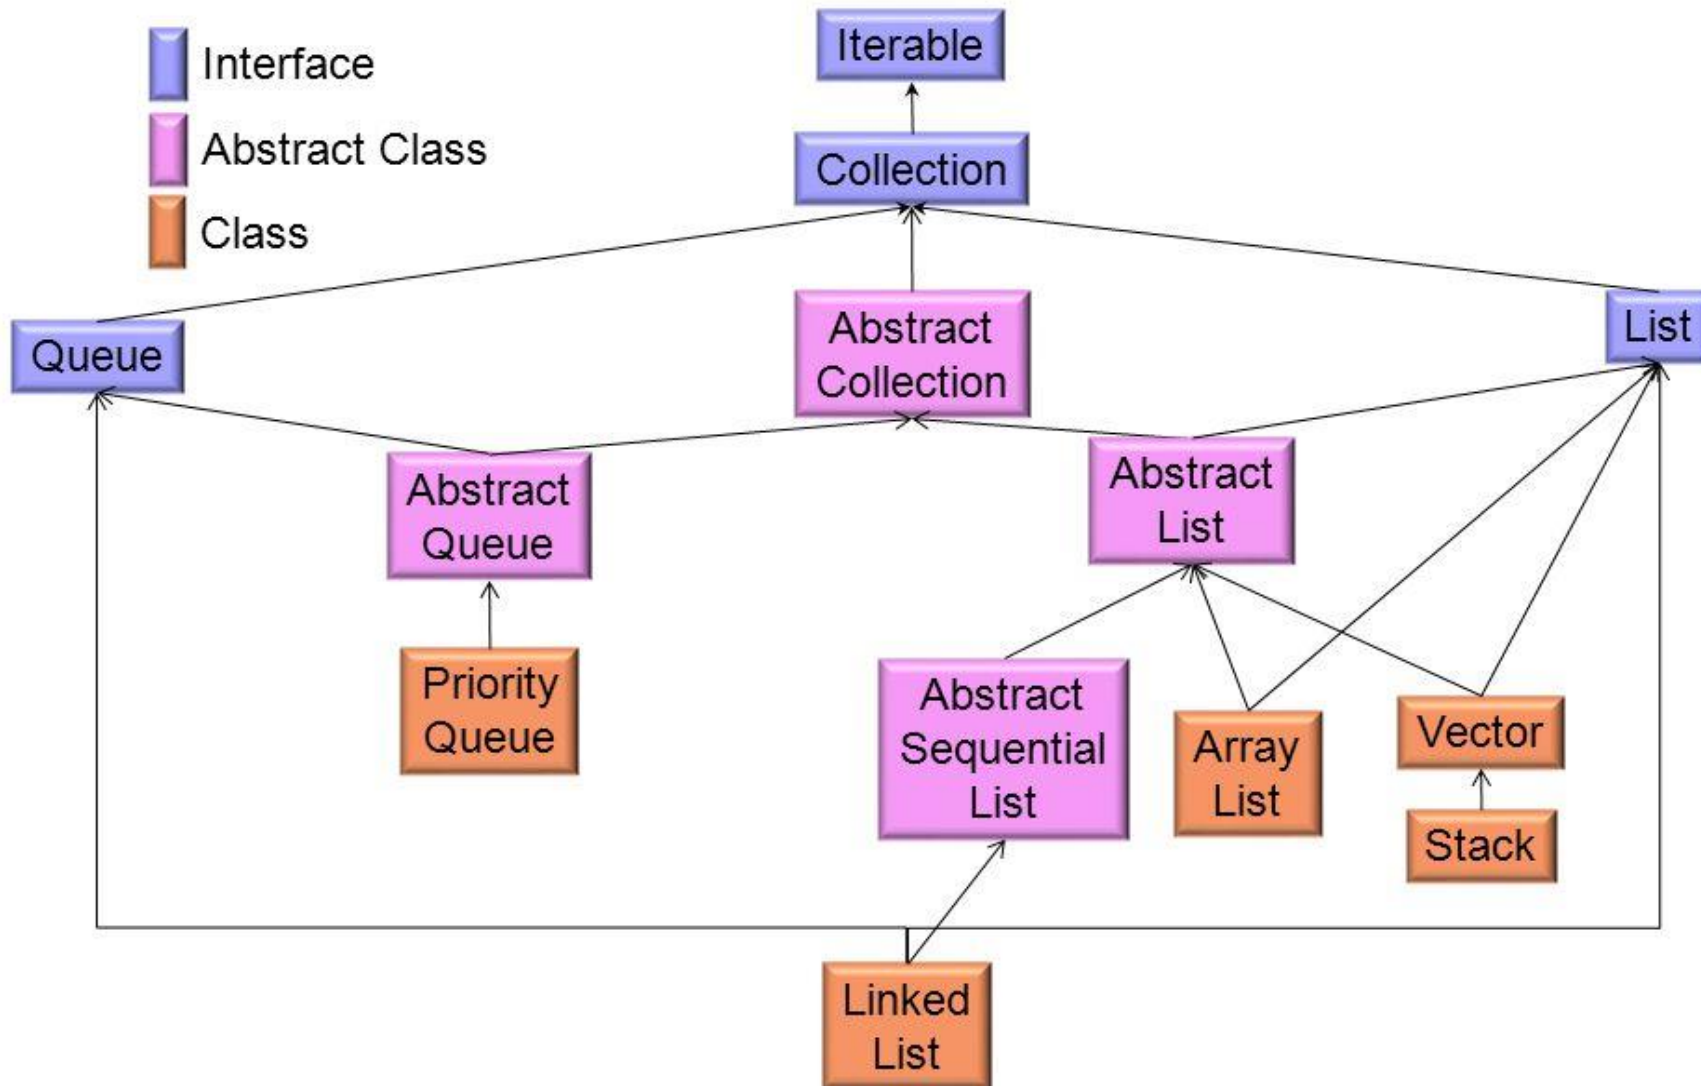 Interface
Abstract Class
Class
Iterable
Collection
Queue
Abstract
Collection
List
Abstract
Queue
Abstract
List
Priority
Queue
Abstract
Sequential
List
Array
List
Vector
Stack
Linked
List